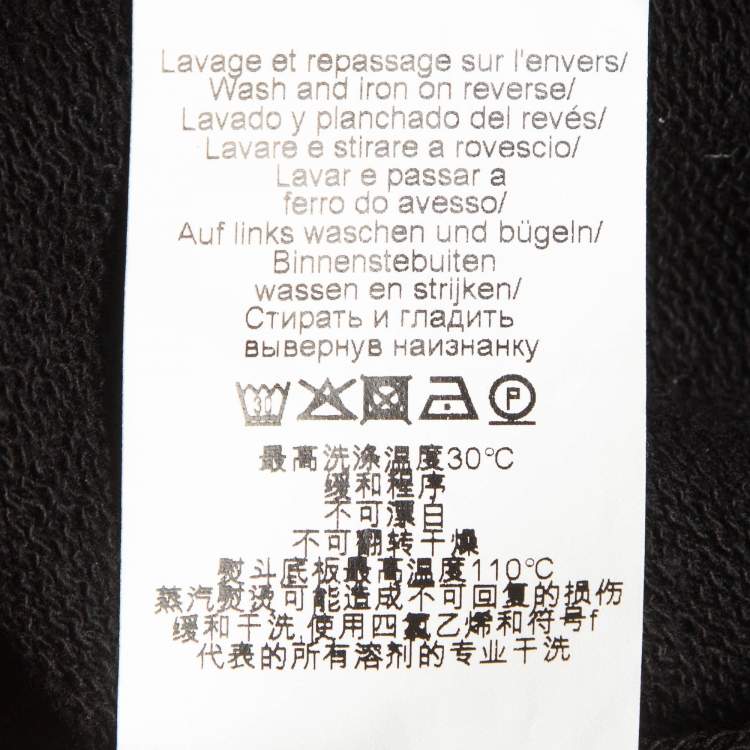 Lavage et repassage sur l'envers/
Wash and iron on reverse/
Lavado y planchado del revés/
Lavare e stirare a rovescio/
Lavar e passar a
ferro do avesso/
Auf links waschen und bügeln/
Binnenstebuiten
wassen en strijken/
Стирать и гладить
вывернув наизнанку
30 P
最高洗涤温度30°C
缓和程序
不可漂白
不可翻转干燥
熨斗底板最高温度110°C
蒸汽熨烫可能造成不可回复的损伤
缓和干洗,使用四氯乙烯和符号f
代表的所有溶剂的专业干洗